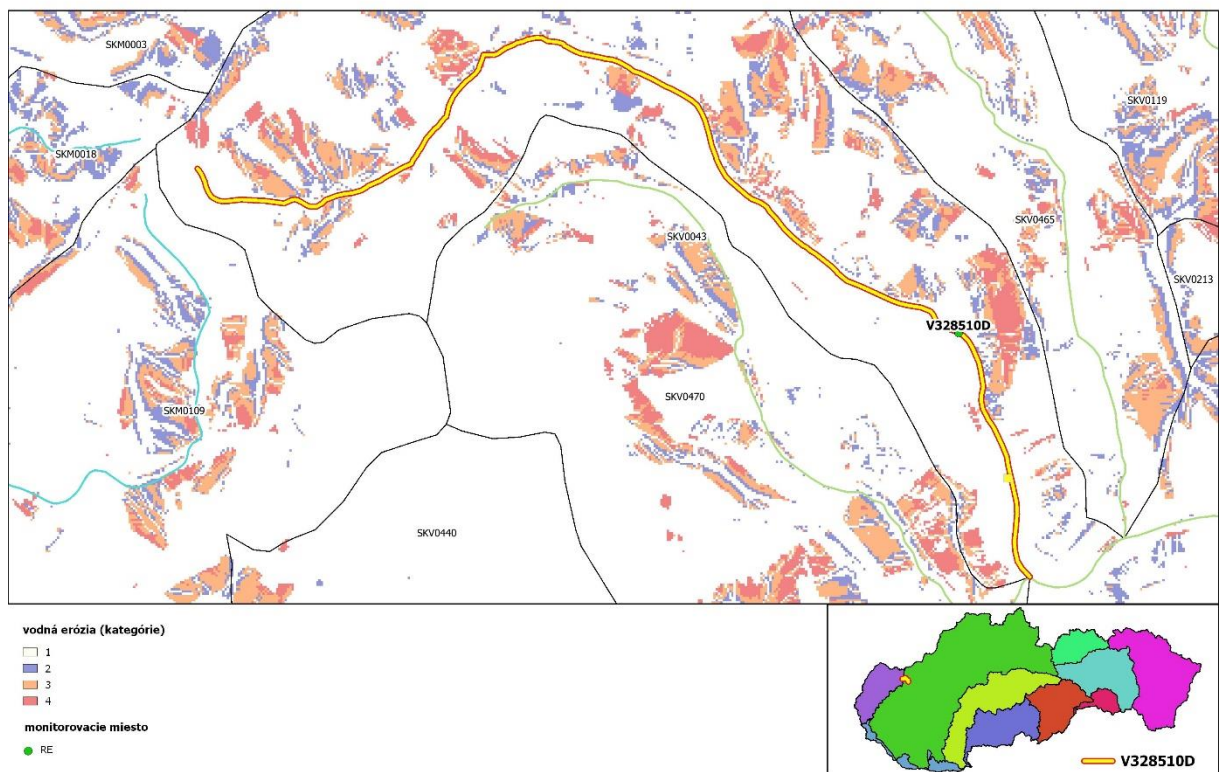 SKM0003
SKV0119
SKM0018
SKV0465
SKV0043
SKV0213
V328510D
SKV0470
SKM0109
SKV0440
vodná erózia (kategórie)
1
2
3
4
monitorovacie miesto
RE
V328510D